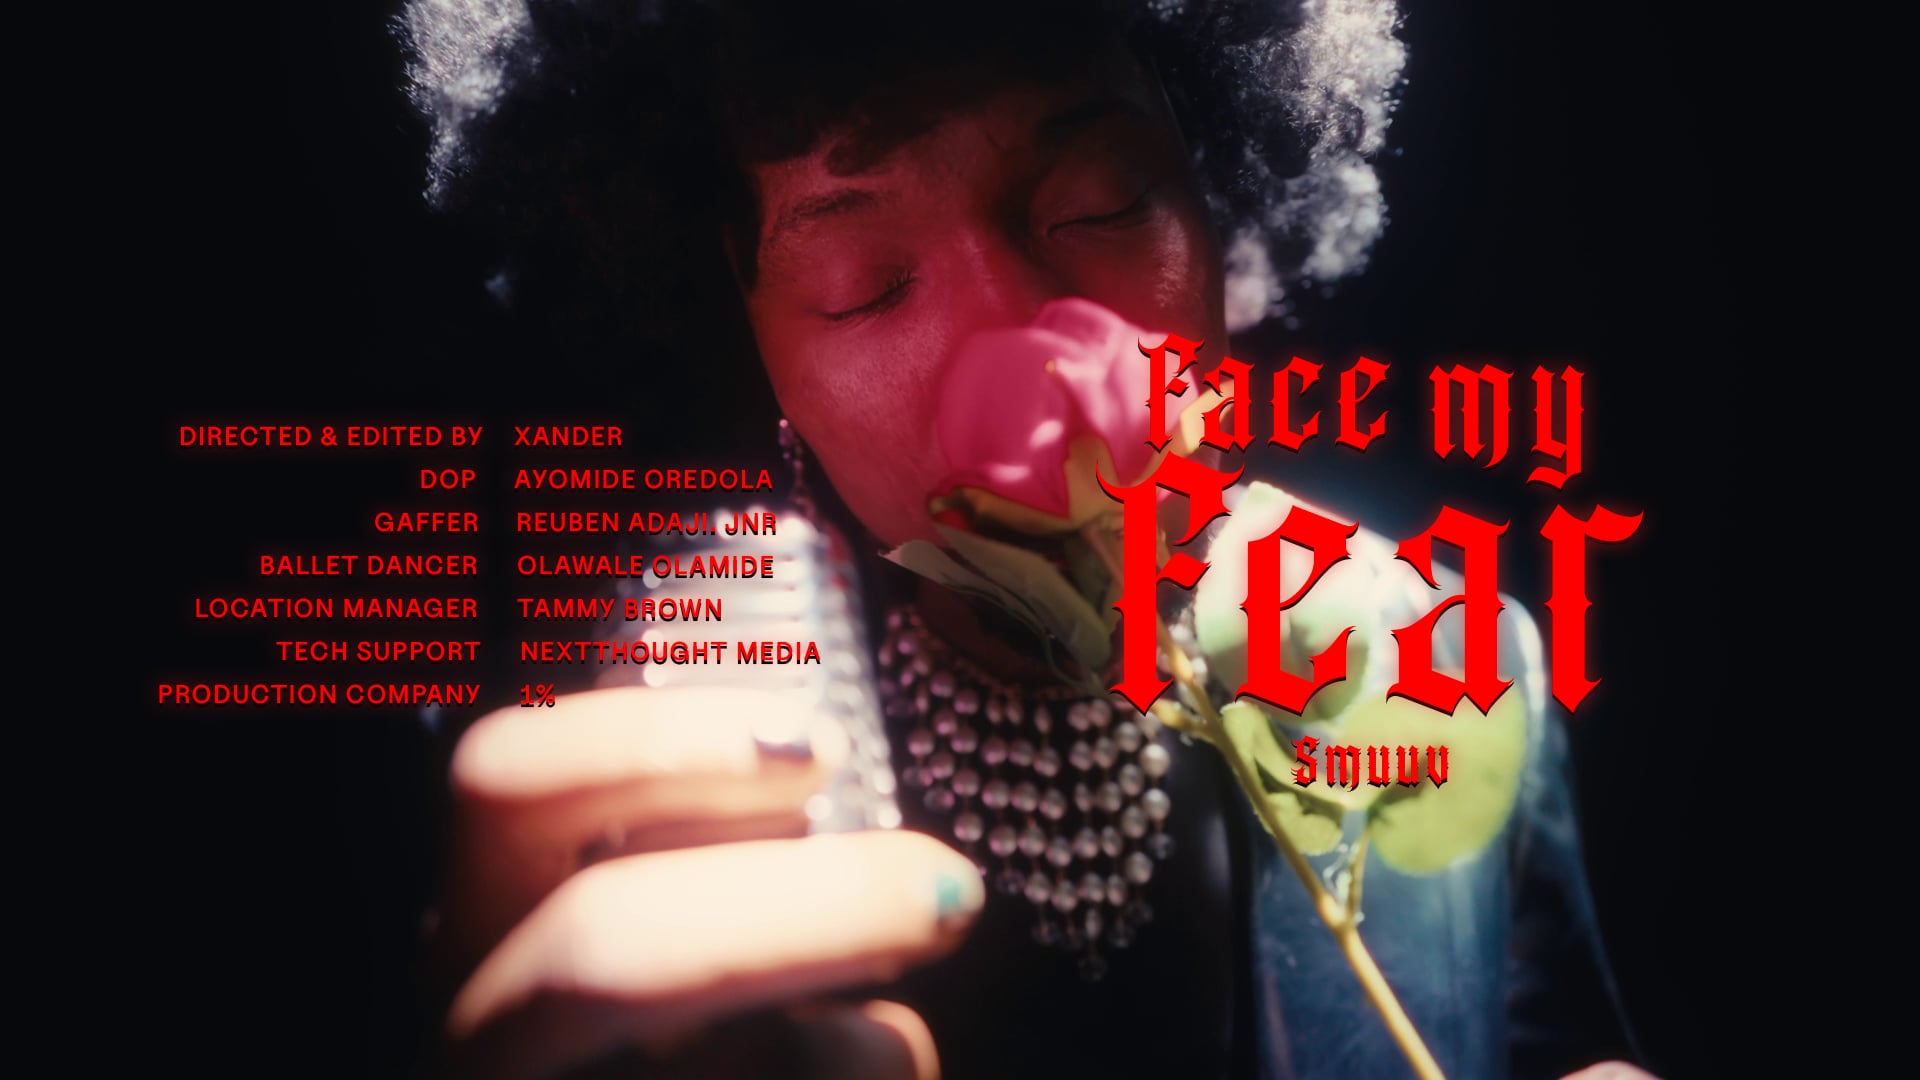 DIRECTED & EDITED BY XANDER
DOP AYOMIDE OREDOLA
GAFFER REUBEN ADAJI. JNR
BALLET DANCER OLAWALE OLAMIDE
LOCATION MANAGER TAMMY BROWN
TECH SUPPORT NEXTTHOUGHT MEDIA
PRODUCTION COMPANY 1%
Face my
Fear
Smuuv